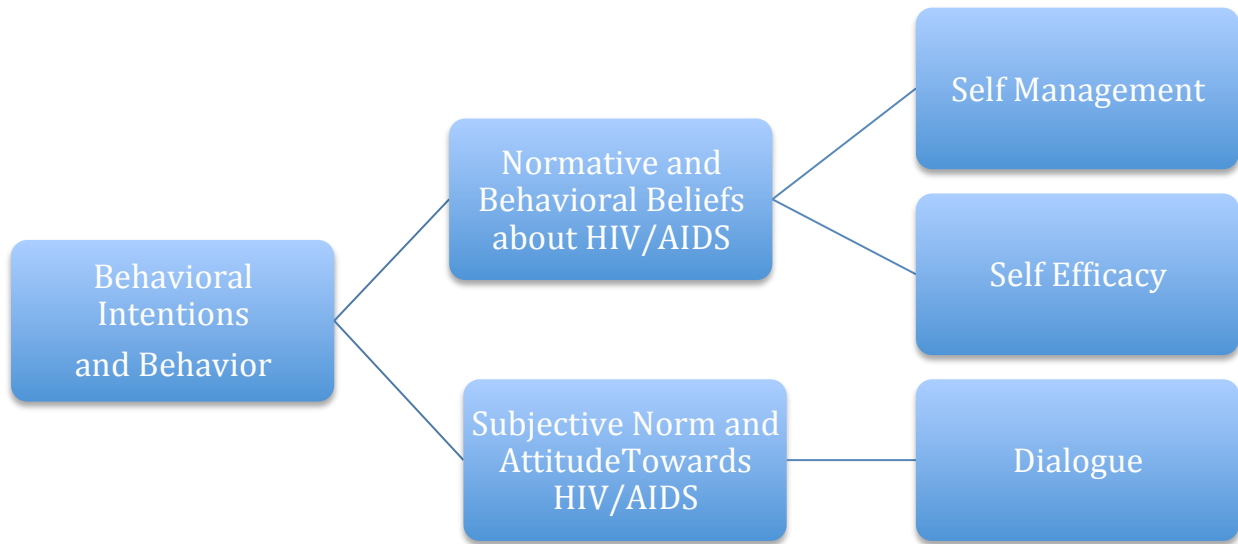 Behavioral
Intentions
and Behavior
Normative and
Behavioral Beliefs
about HIV/AIDS
Subjective Norm and
AttitudeTowards
HIV/AIDS
Self Management
Self Efficacy
Dialogue